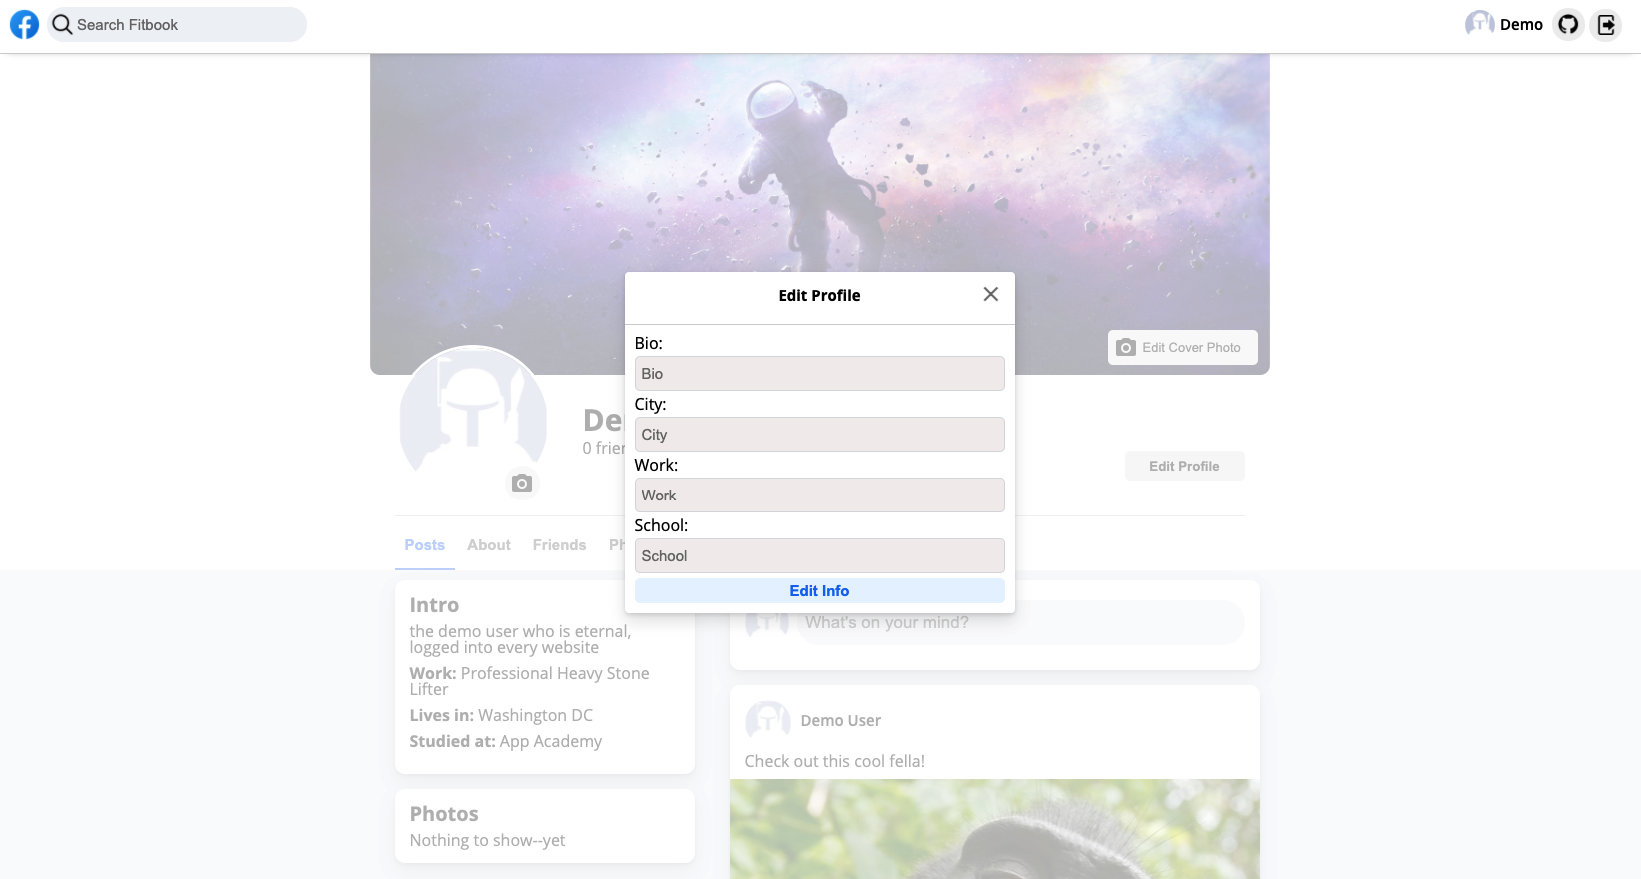 Search Fitbook
Demo
Edit Profile
Bio:
Bio
City:
City
Work:
Work
School:
School
Edit Info
Edit Cover Photo
0
Edit Profile
Posts
About
Friends
Intro
the demo user who is eternal,
logged into every website
Work: Professional Heavy Stone
Lifter
Lives in: Washington DC
Studied at: App Academy
Photos
Nothing to show--yet
What's on your mind?
Demo User
Check out this cool fella!